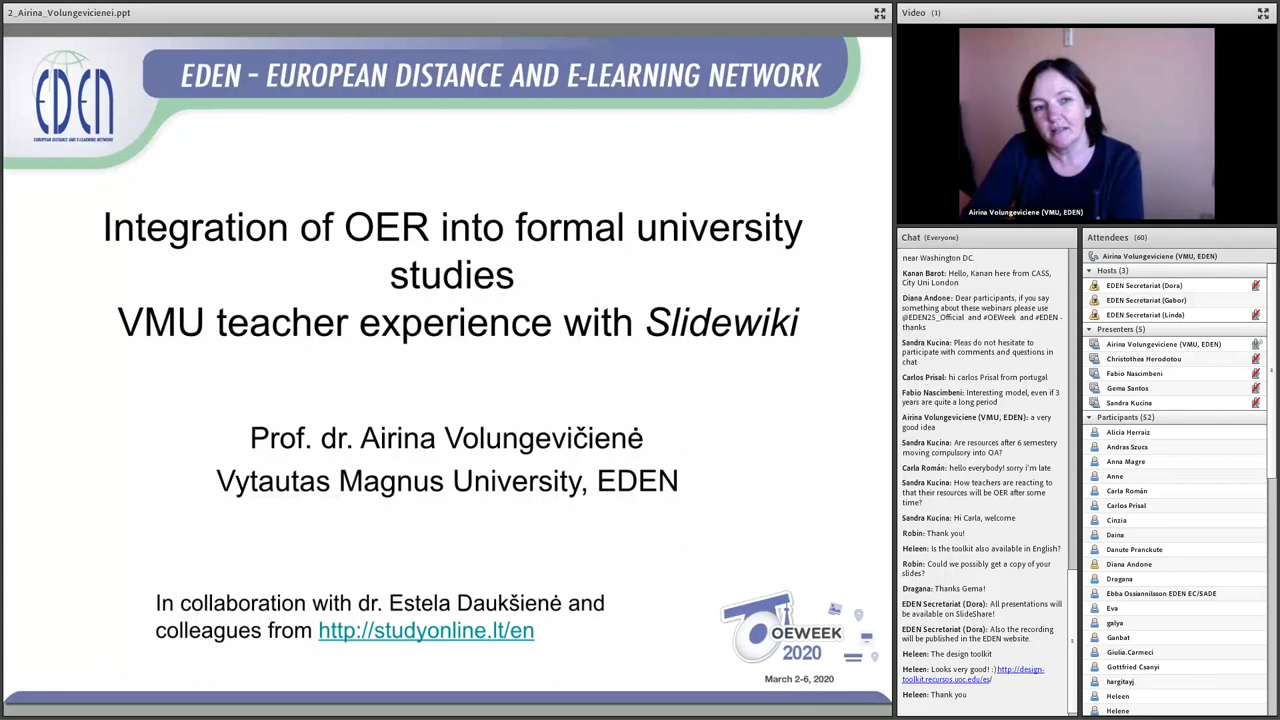 2_Airina_Volungevicienei.ppt
EDEN
EUROPEAN DISTANCE AND E-LEARNING NETWORK
EDEN - EUROPEAN DISTANCE AND E-LEARNING NETWORK
Integration of OER into formal university
studies
VMU teacher experience with Slidewiki
Prof. dr. Airina Volungevičienė
Vytautas Magnus University, EDEN
In collaboration with dr. Estela Daukšienė and
colleagues from http://studyonline.lt/en
OEWEEK
2020
March 2-6, 2020
Video (1)
Airina Volungeviciene (VMU, EDEN)
Chat (Everyone)
near Washington DC.
Kanan Barot: Hello, Kanan here from CASS,
City Uni London
Diana Andone: Dear participants, if you say
something about these webinars please use
@EDEN25_Official and #OEWeek and #EDEN -
thanks
Sandra Kucina: Pleas do not hesitate to
participate with comments and questions in
chat
Carlos Prisal: hi carlos Prisal from portugal
Fabio Nascimbeni: Interesting model, even if 3
years are quite a long period
Airina Volungeviciene (VMU, EDEN): a very
good idea
Sandra Kucina: Are resources after 6 semestery
moving compulsory into OA?
Carla Román: hello everybody! sorry i'm late
Sandra Kucina: How teachers are reacting to
that their resources will be OER after some
time?
Sandra Kucina: Hi Carla, welcome
Robin: Thank you!
Heleen: Is the toolkit also available in English?
Robin: Could we possibly get a copy of your
slides?
Dragana: Thanks Gema!
EDEN Secretariat (Dora): All presentations will
be available on SlideShare!
EDEN Secretariat (Dora): Also the recording
will be published in the EDEN website.
Heleen: The design toolkit
Heleen: Looks very good! :)http://design-
toolkit.recursos.uoc.edu/es/
Heleen: Thank you
Attendees (60)
Airina Volungeviciene (VMU, EDEN)
Hosts (3)
EDEN Secretariat (Dora)
EDEN Secretariat (Gabor)
EDEN Secretariat (Linda)
Presenters (5)
Airina Volungeviciene (VMU, EDEN)
Christothea Herodotou
Fabio Nascimbeni
Gema Santos
Sandra Kucina
Participants (52)
Alicia Herraiz
Andras Szucs
Anna Magre
Anne
Carla Román
Carlos Prisal
Cinzia
Daina
Danute Pranckute
Diana Andone
Dragana
Ebba Ossiannilsson EDEN EC/SADE
Eva
galya
Ganbat
Giulia.Carmeci
Gottfried Csanyi
hargitayj
Heleen
Helene